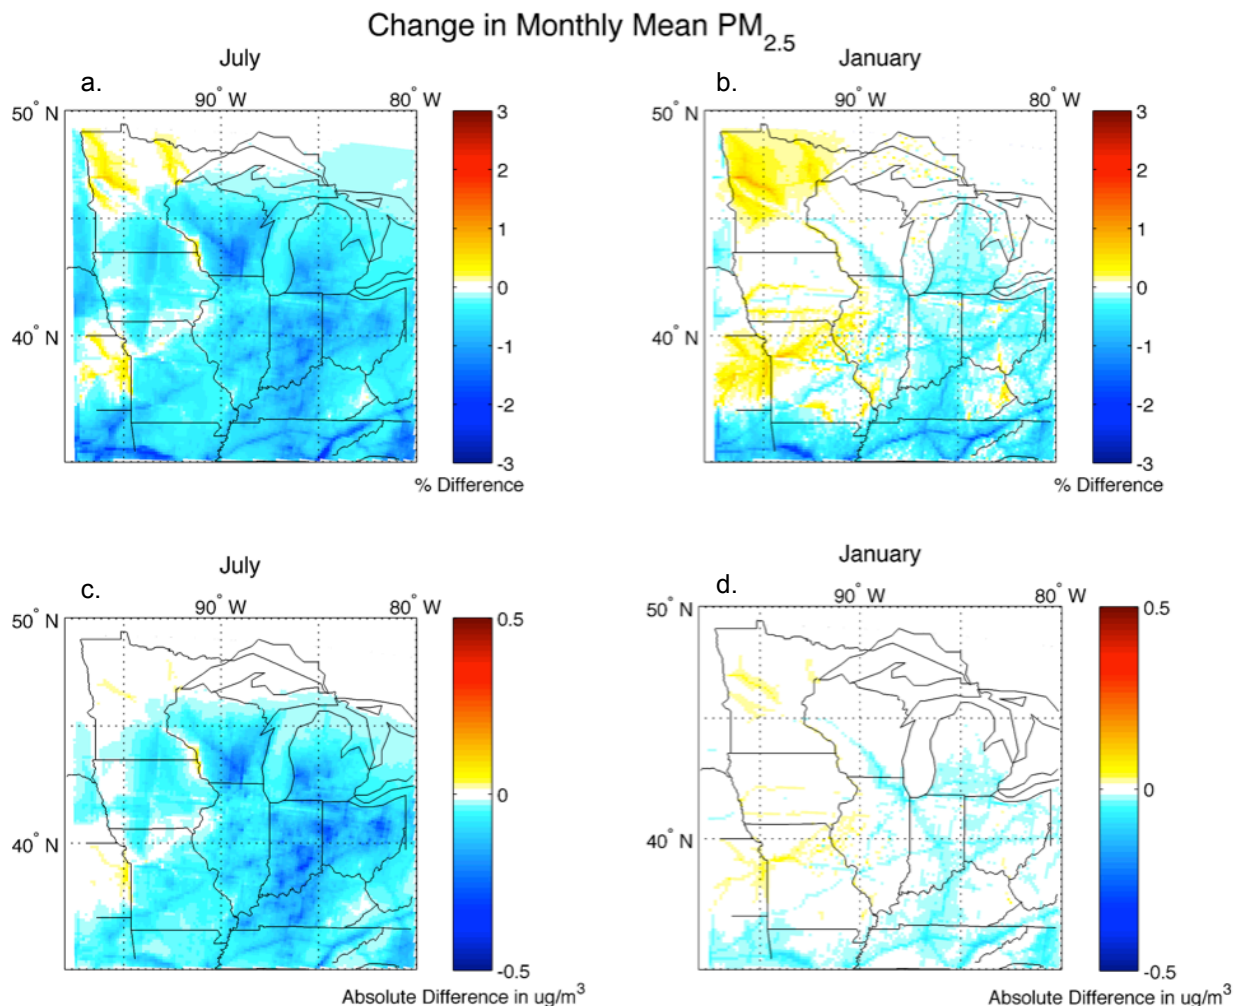 Change in Monthly Mean PM2.5
July
January
a.
b.
90° W
80° W
90° W
80° W
50° N
40° N
3
2
1
0
-1
-2
-3
% Difference
50° N
40° N
3
2
1
0
-1
-2
-3
% Difference
July
January
c.
d.
90° W
80° W
90° W
80° W
50° N
40° N
0.5
0
-0.5
Absolute Difference in ug/m³
50° N
40° N
0.5
0
-0.5
Absolute Difference in ug/m³